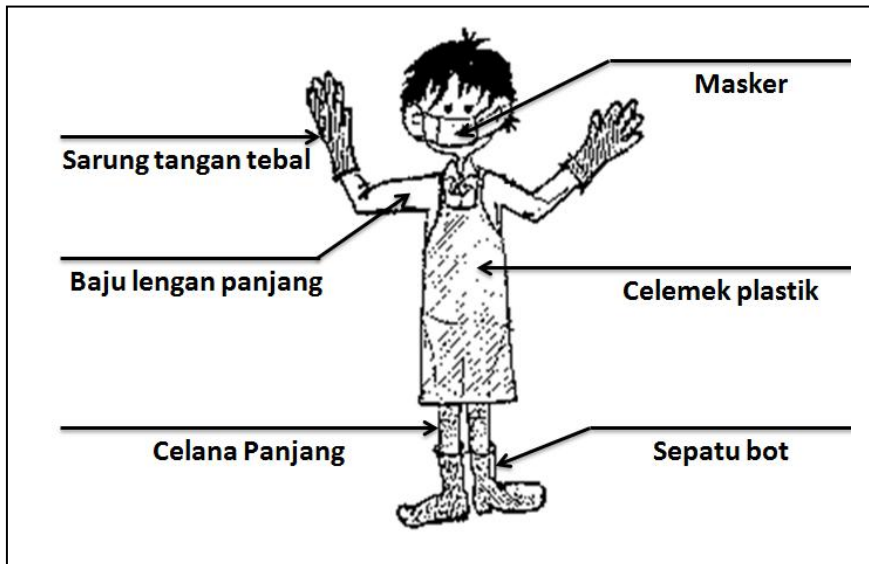 Masker
Sarung tangan tebal
Baju lengan panjang
Celemek plastik
Celana Panjang
Sepatu bot